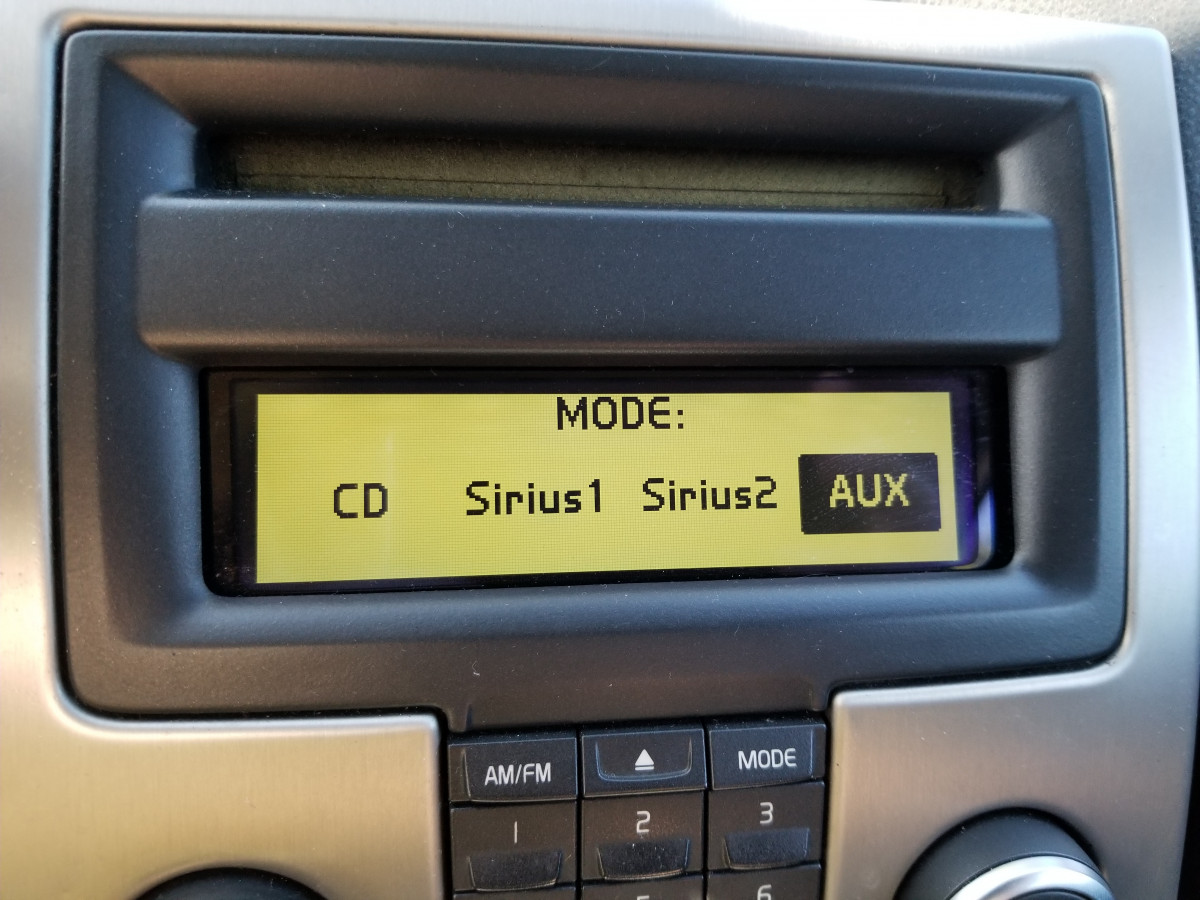 MODE:
CD Sirius1 Sirius2 AUX
AM/FM MODE
1 2 3
6